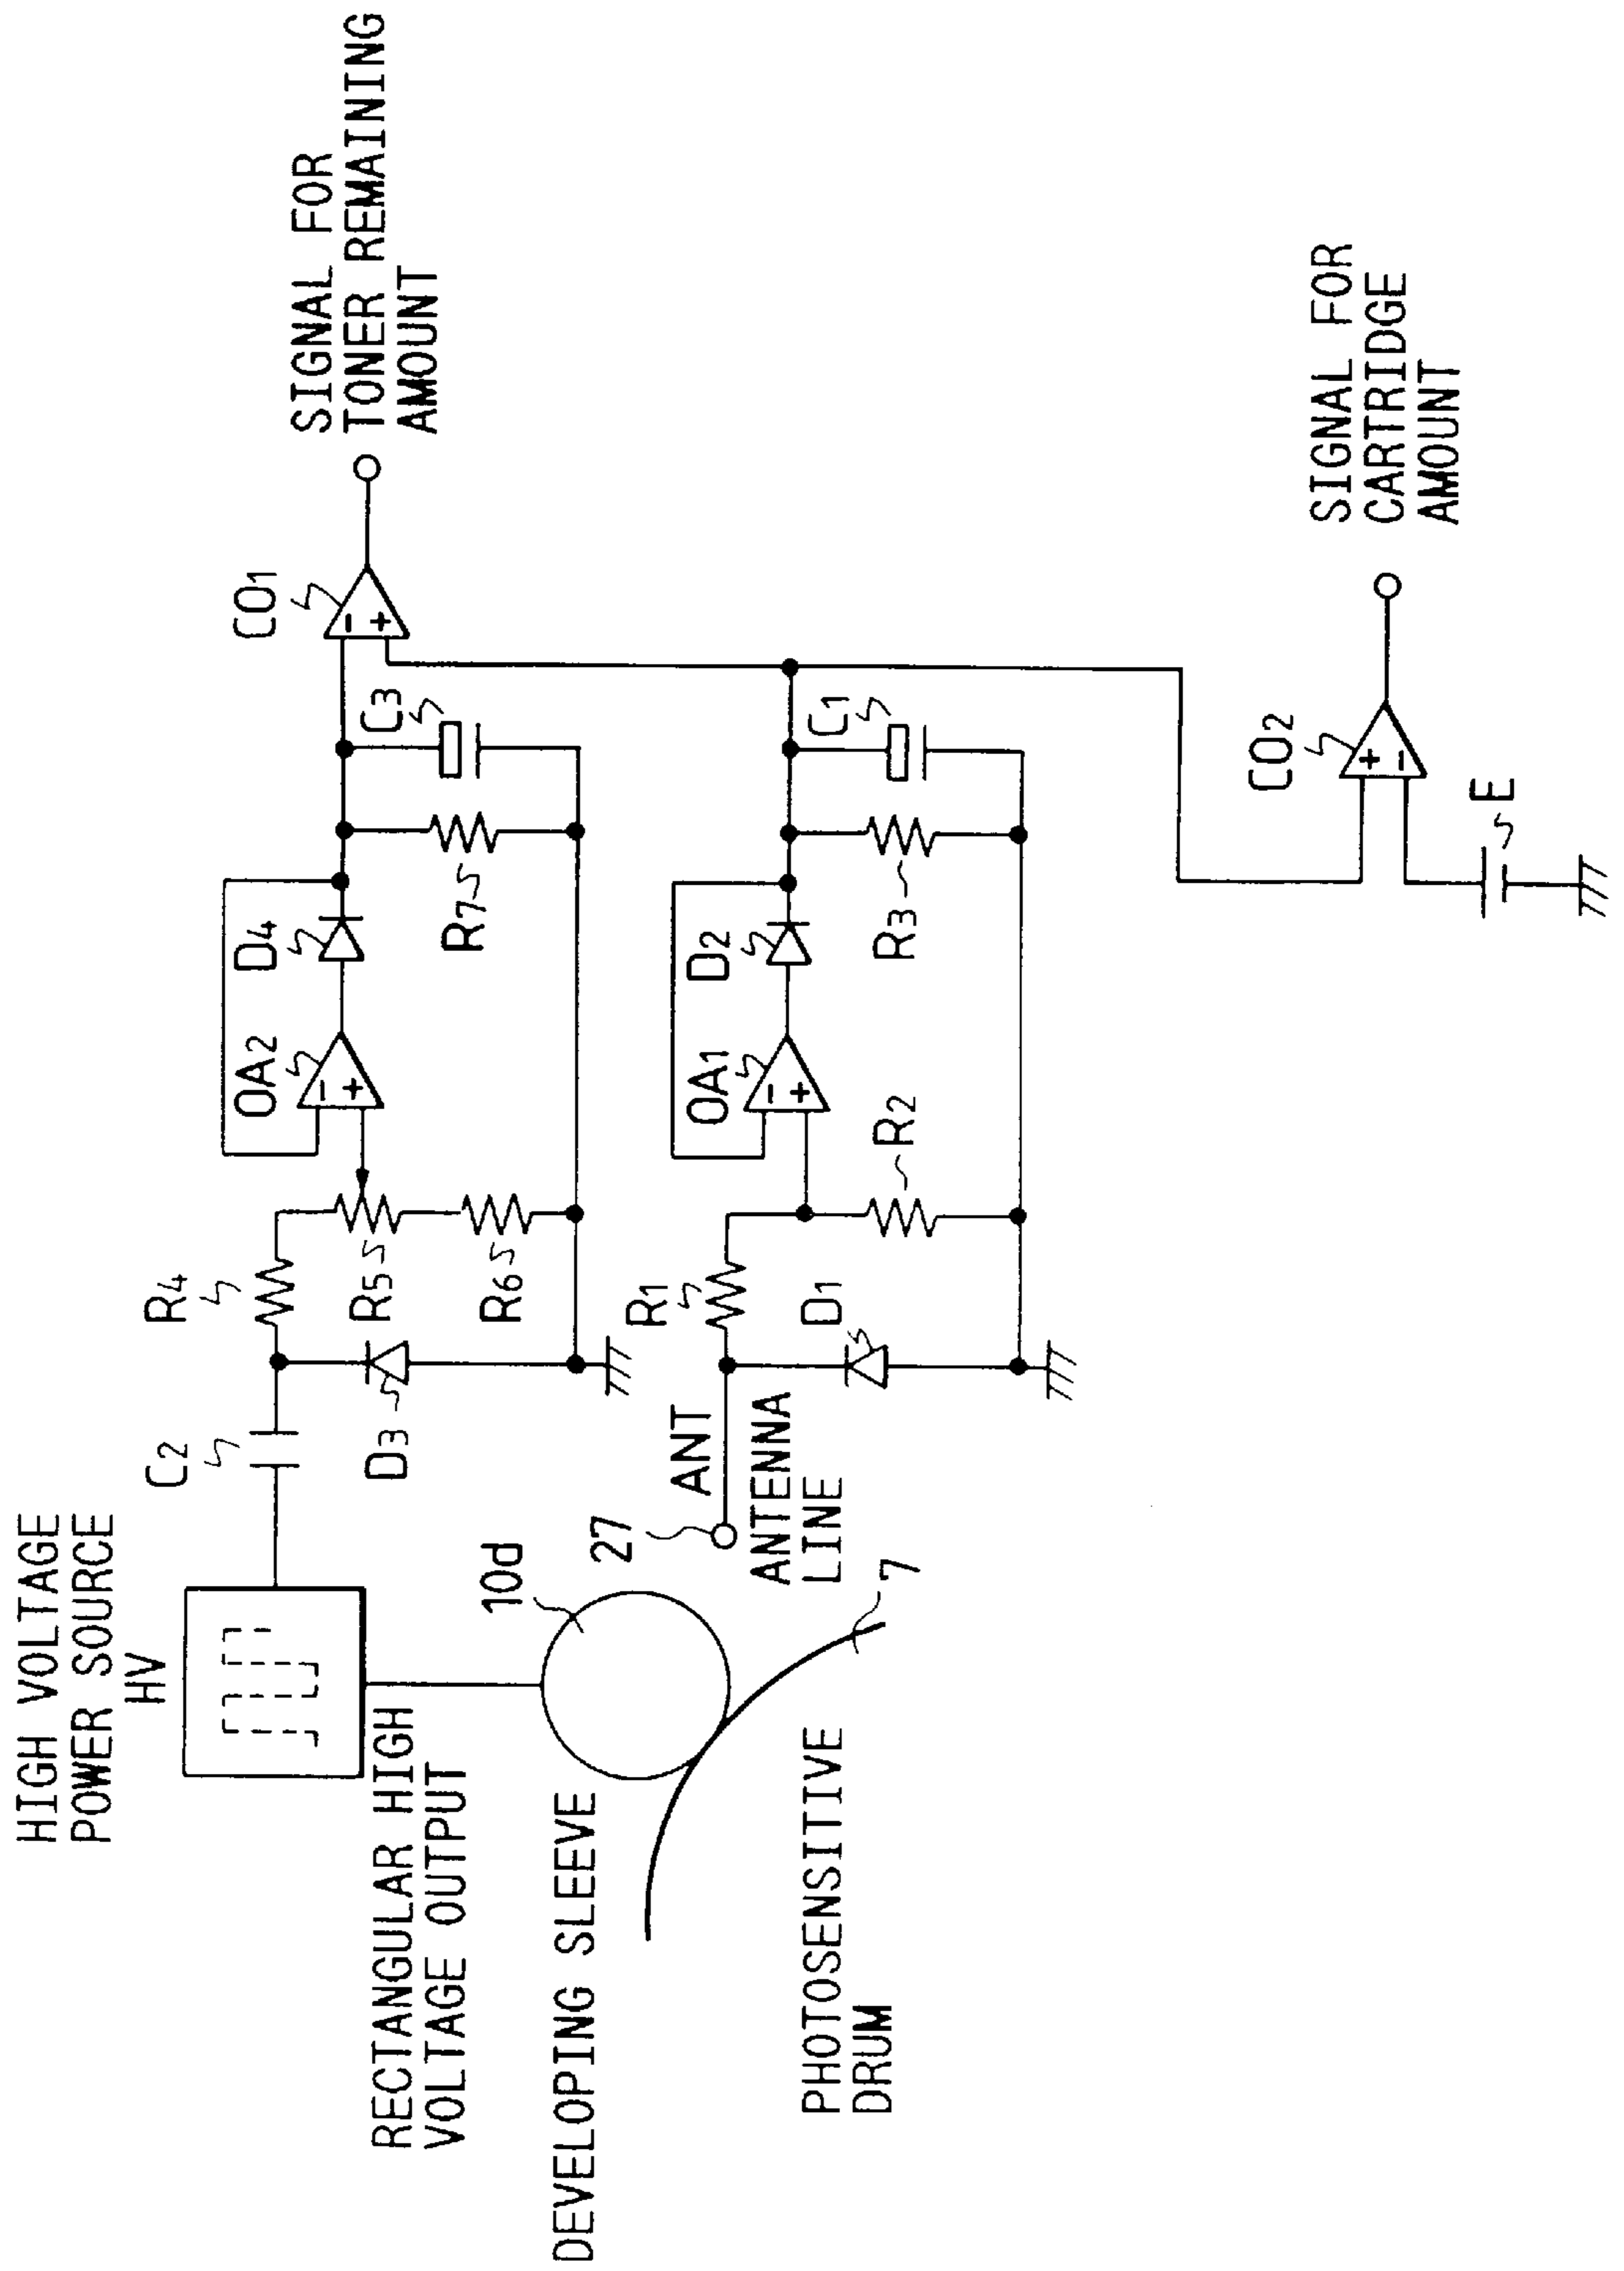 HIGH VOLTAGE
POWER SOURCE
HV
C2
R4
D3
R5
R6
OA2
D4
R7
C3
CO1
SIGNAL FOR
TONER REMAINING
AMOUNT
RECTANGULAR HIGH
VOLTAGE OUTPUT
10d
DEVELOPING SLEEVE
27
ANT
ANTENNA
LINE
7
PHOTOSENSITIVE
DRUM
R1
D1
R2
OA1
D2
R3
C1
CO2
E
SIGNAL FOR
CARTRIDGE
AMOUNT
- +
- +
- +
+ -